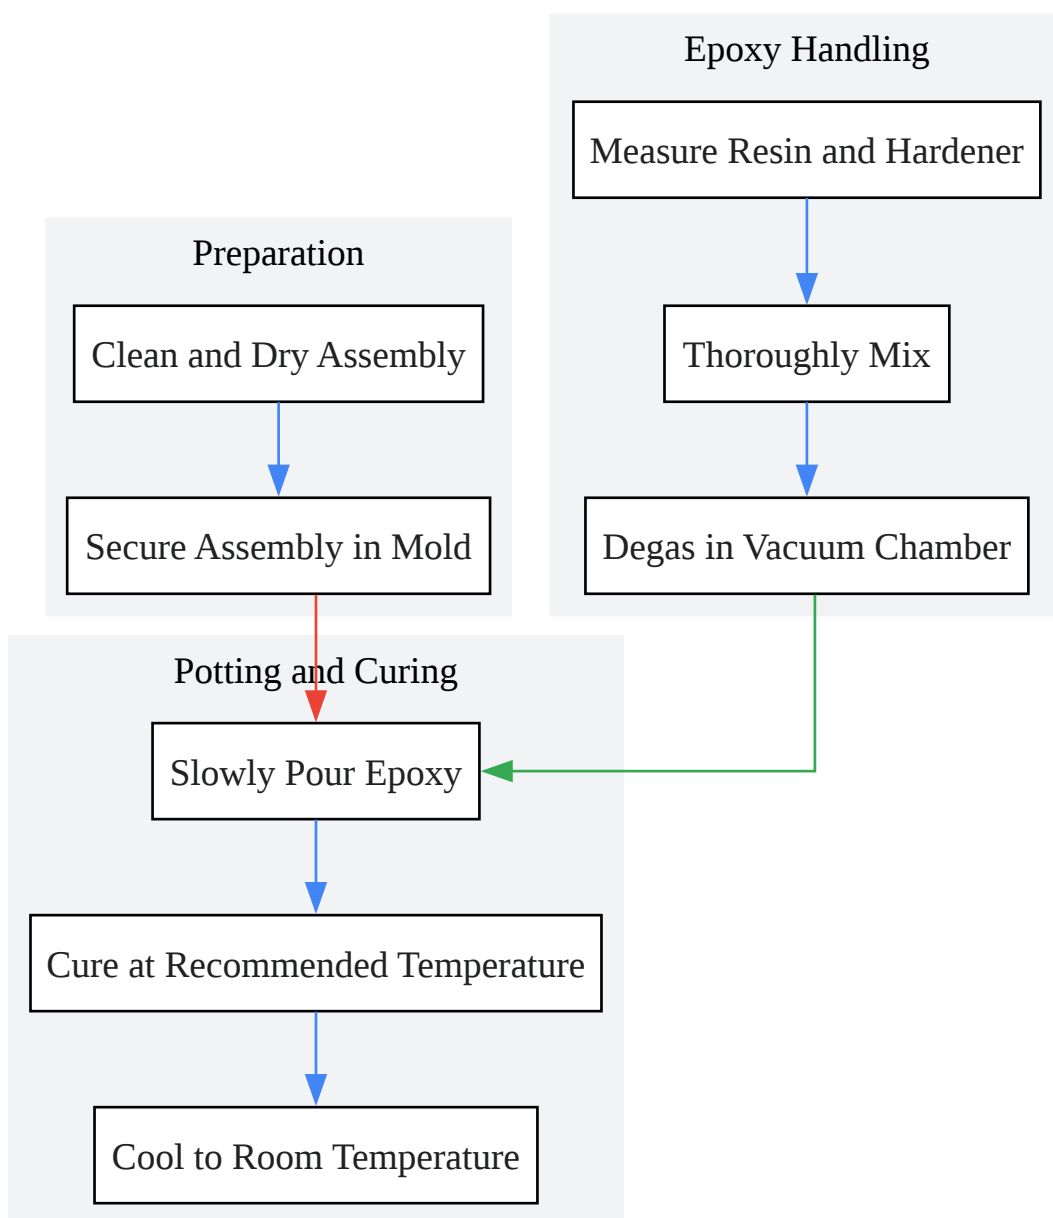 Epoxy Handling
Measure Resin and Hardener
Thoroughly Mix
Degas in Vacuum Chamber
Preparation
Clean and Dry Assembly
Secure Assembly in Mold
Potting and Curing
Slowly Pour Epoxy
Cure at Recommended Temperature
Cool to Room Temperature